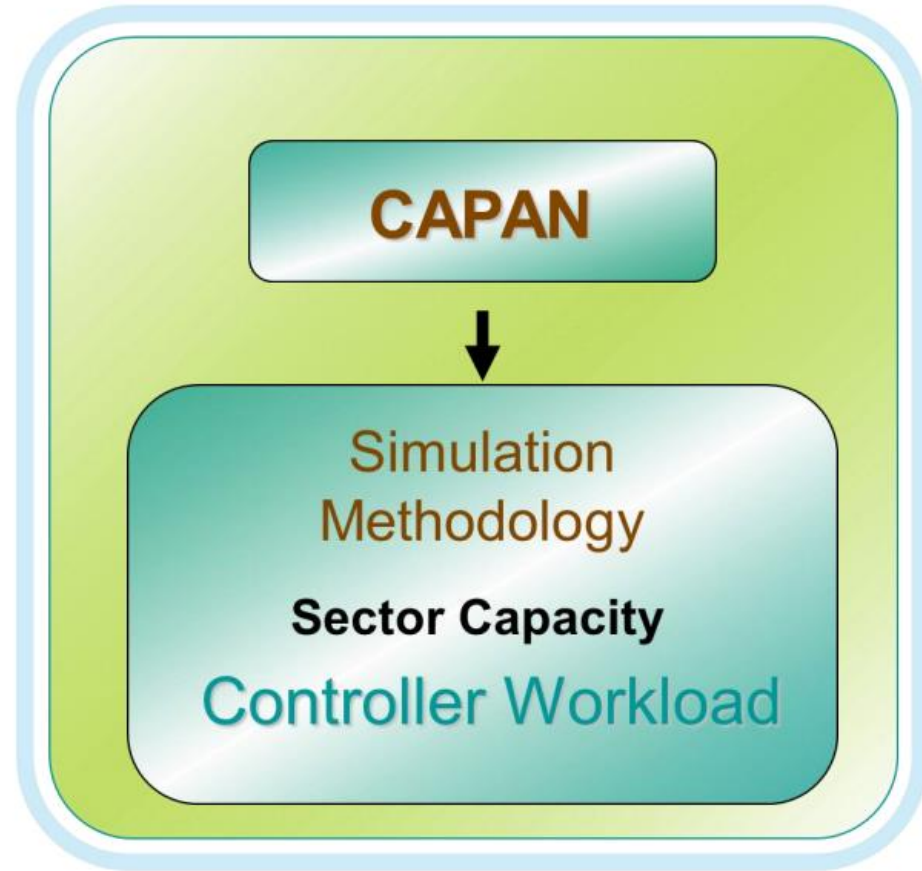 CAPAN
Simulation
Methodology
Sector Capacity
Controller Workload